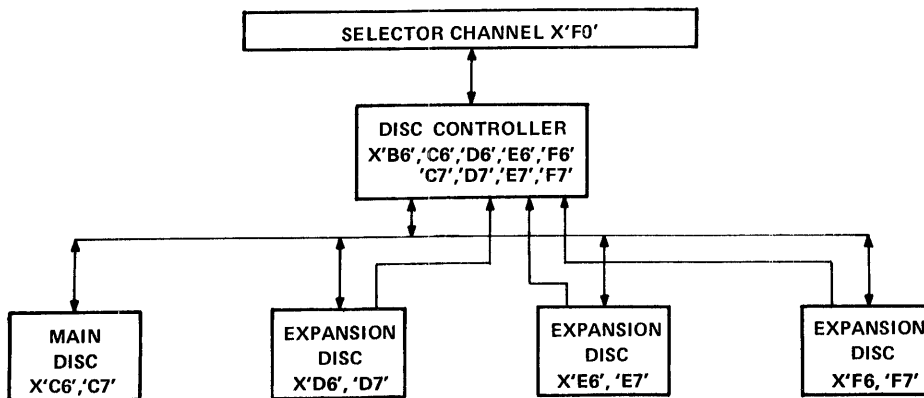 SELECTOR CHANNEL X'F0'
DISC CONTROLLER
X'B6','C6','D6','E6','F6'
'C7','D7','E7','F7'
MAIN
DISC
X'C6','C7'
EXPANSION
DISC
X'D6', 'D7'
EXPANSION
DISC
X'E6', 'E7'
EXPANSION
DISC
X'F6, 'F7'